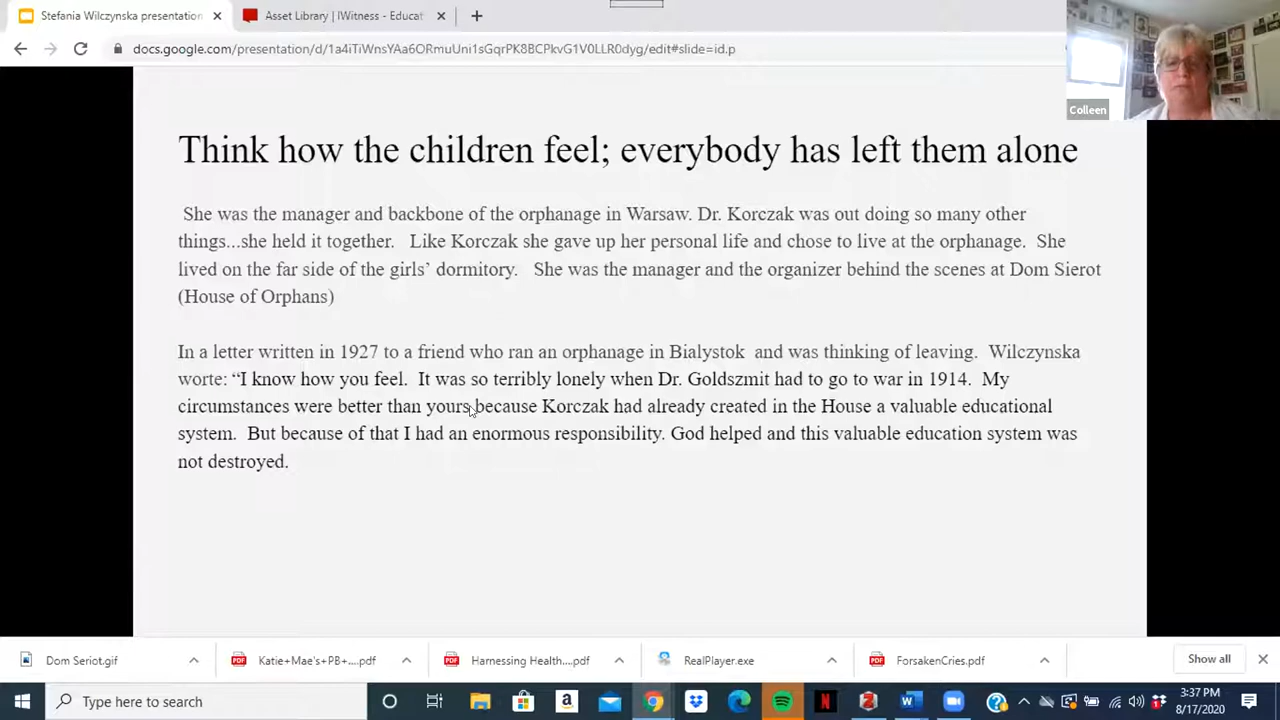 Stefania Wilczynska presentation
Asset Library | IWitness - Educat
docs.google.com/presentation/d/1a4iTiWnsYAa6ORmuUni1sGqrPK8BCPkvG1V0LLR0dyg/edit#slide=id.p
Colleen
Think how the children feel; everybody has left them alone
She was the manager and backbone of the orphanage in Warsaw. Dr. Korczak was out doing so many other
things...she held it together. Like Korczak she gave up her personal life and chose to live at the orphanage. She
lived on the far side of the girls' dormitory. She was the manager and the organizer behind the scenes at Dom Sierot
(House of Orphans)
In a letter written in 1927 to a friend who ran an orphanage in Bialystok and was thinking of leaving. Wilczynska
worte: “I know how you feel. It was so terribly lonely when Dr. Goldszmit had to go to war in 1914. My
circumstances were better than yours because Korczak had already created in the House a valuable educational
system. But because of that I had an enormous responsibility. God helped and this valuable education system was
not destroyed.
Dom Seriot.gif
Katie+Mae's+PB+....pdf
Harnessing Health....pdf
RealPlayer.exe
ForsakenCries.pdf
Show all
Type here to search
3:37 PM
8/17/2020